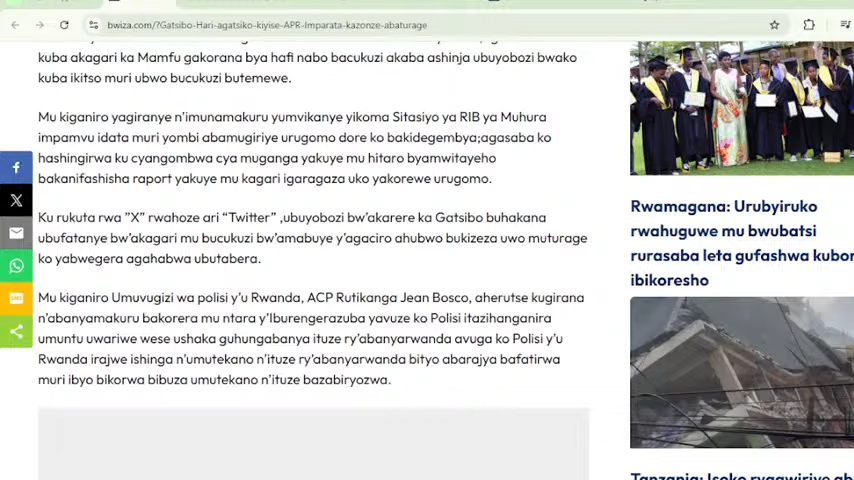 bwiza.com/?Gatsibo-Hari-agatsiko-kiyise-APR-Imparata-kazonze-abaturage
kuba akagari ka Mamfu gakorana bya hafi nabo bacukuzi akaba ashinja ubuyobozi bwako
kuba ikitso muri ubwo bucukuzi butemewe.
Mu kiganiro yagiranye n'imunamakuru yumvikanye yikoma Sitasiyo ya RIB ya Muhura
impamvu idata muri yombi abamugiriye urugomo dore ko bakidegembya;agasaba ko
hashingirwa ku cyangombwa cya muganga yakuye mu hitaro byamwitayeho
bakanifashisha raport yakuye mu kagari igaragaza uko yakorewe urugomo.
Ku rukuta rwa "X" rwahoze ari "Twitter" ,ubuyobozi bw'akarere ka Gatsibo buhakana
ubufatanye bw'akagari mu bucukuzi bw'amabuye y'agaciro ahubwo bukizeza uwo muturage
ko yabwegera agahabwa ubutabera.
Mu kiganiro Umuvugizi wa polisi y'u Rwanda, ACP Rutikanga Jean Bosco, aherutse kugirana
n'abanyamakuru bakorera mu ntara y'Iburengerazuba yavuze ko Polisi itazihanganira
umuntu uwariwe wese ushaka guhungabanya ituze ry'abanyarwanda avuga ko Polisi y'u
Rwanda irajwe ishinga n'umutekano n'ituze ry'abanyarwanda bityo abarajya bafatirwa
muri ibyo bikorwa bibuza umutekano n'ituze bazabiryozwa.
SMS
Rwamagana: Urubyiruko
rwahuguwe mu bwubatsi
rurasaba leta gufashwa kubon
ibikoresho